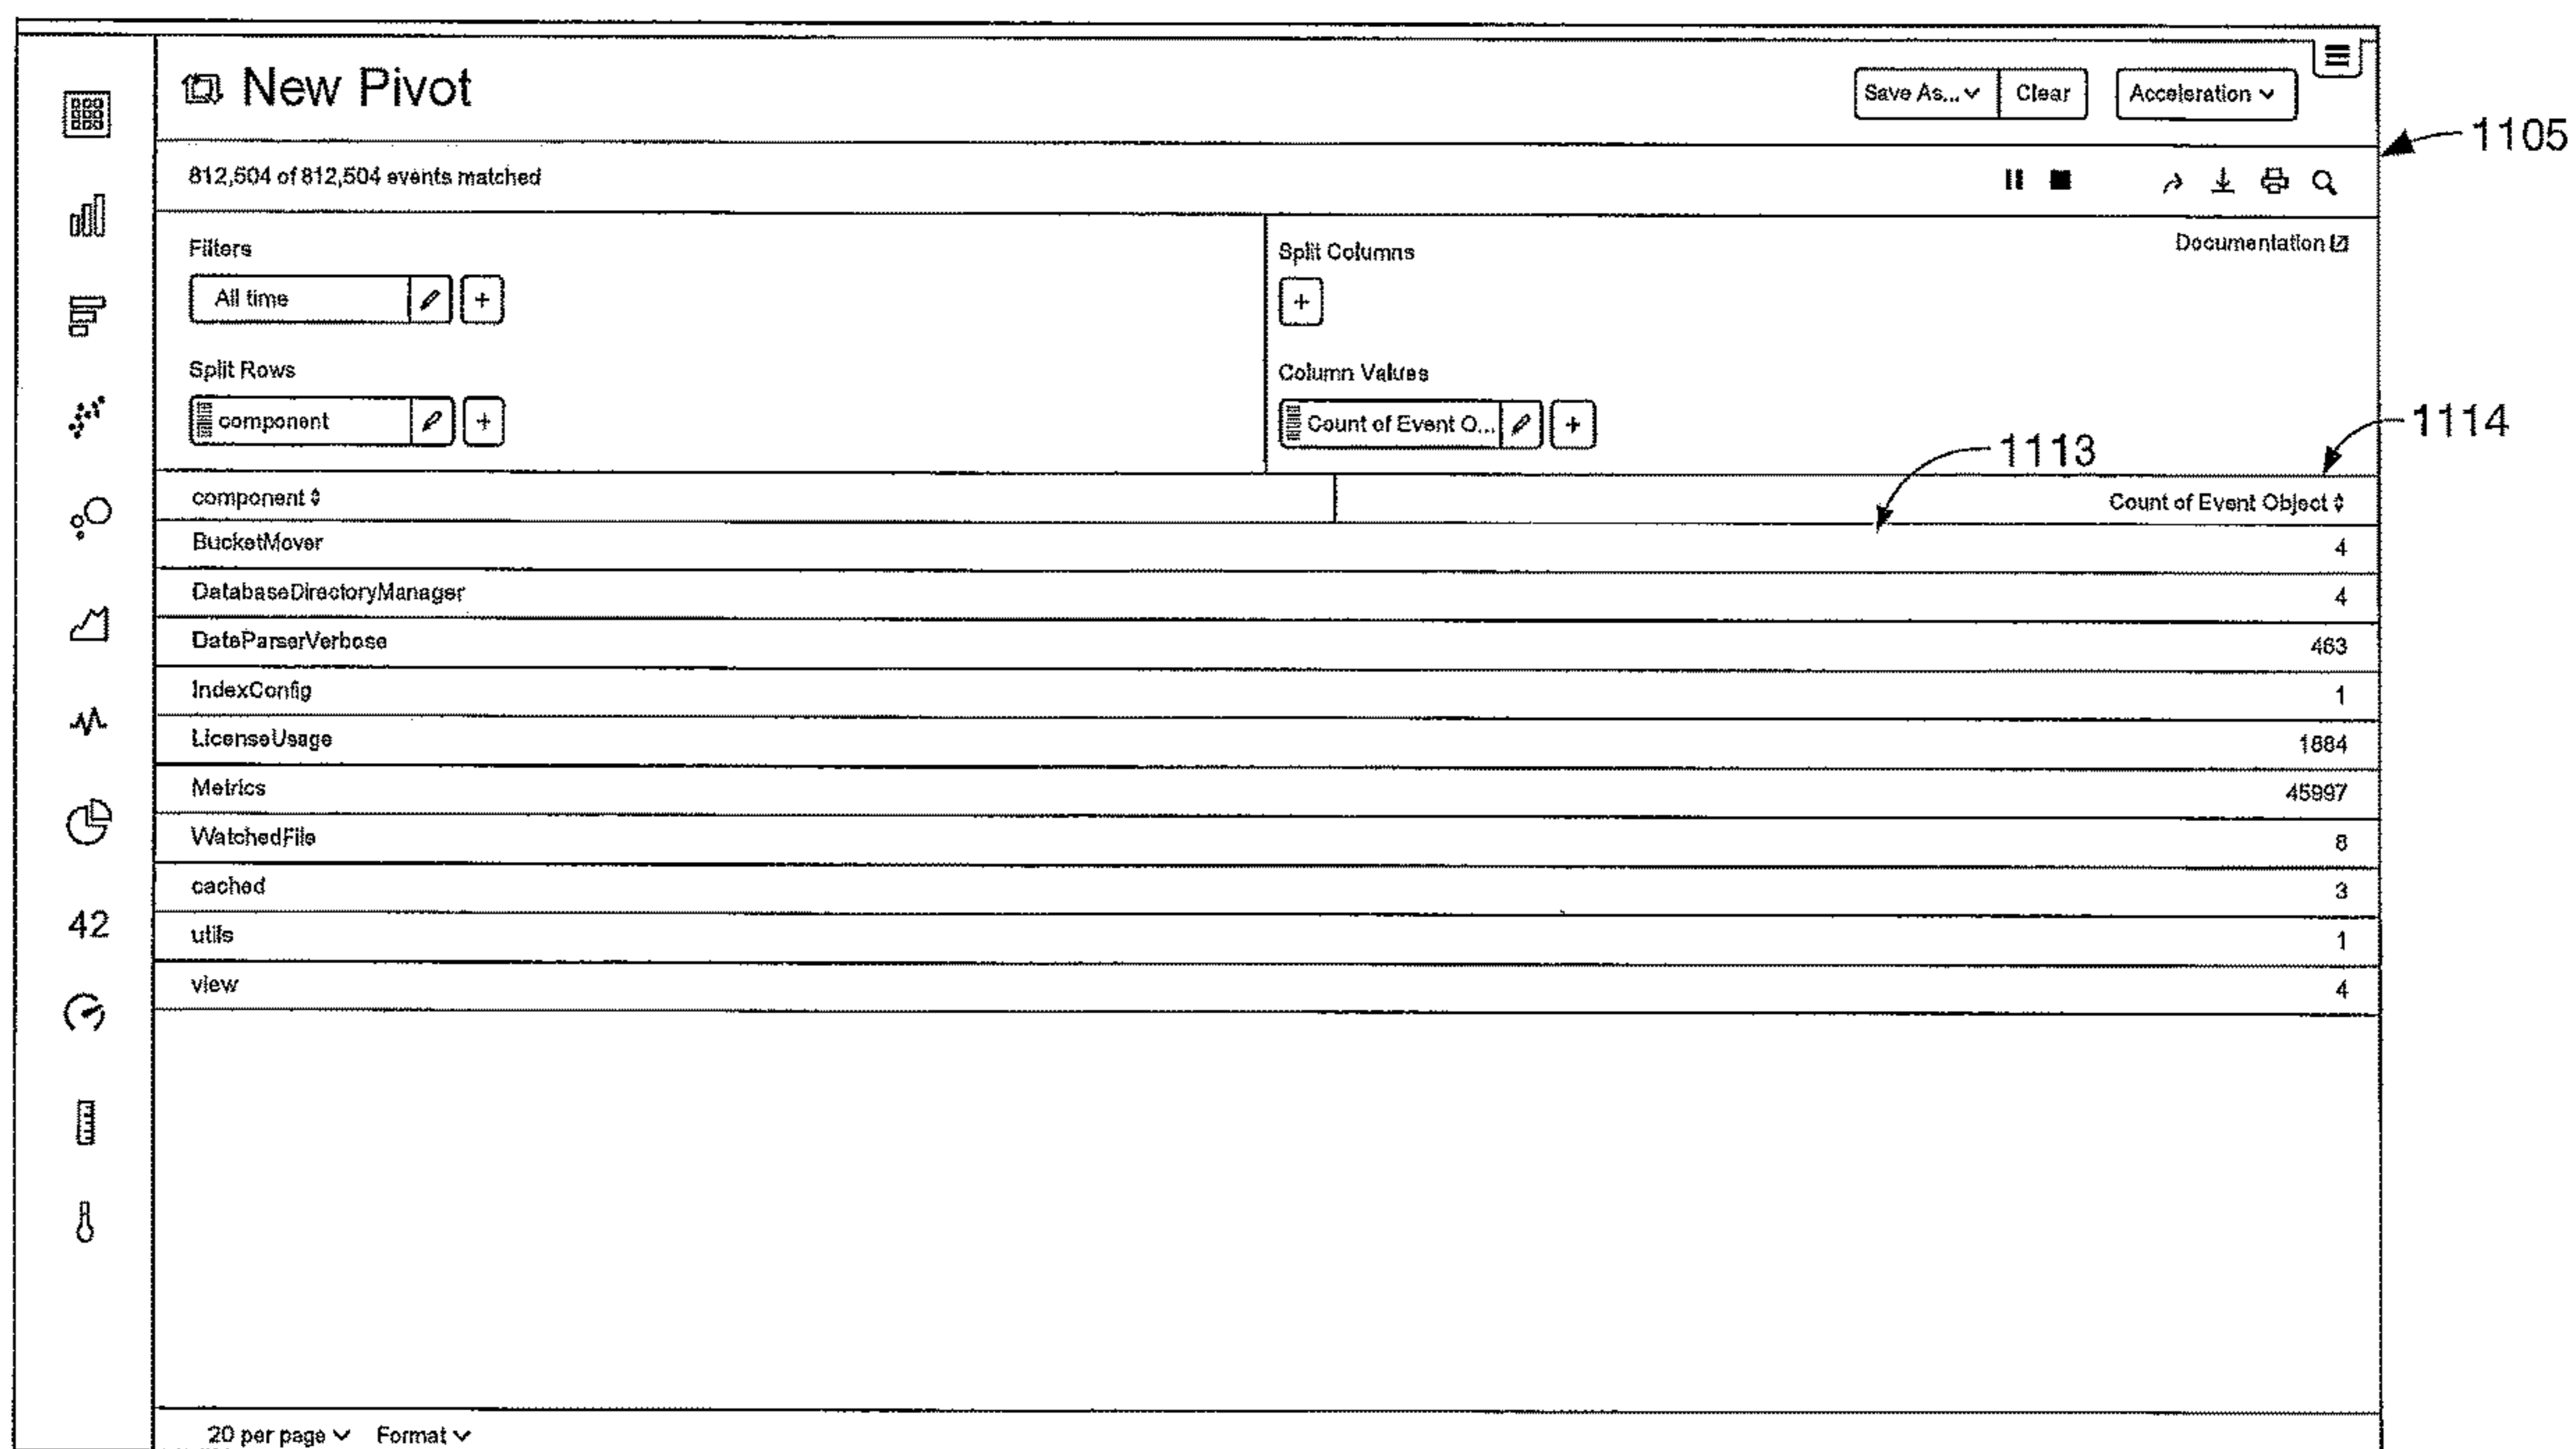 New Pivot
Save As... Clear Acceleration
1105
812,504 of 812,504 events matched
Filters
All time +
Split Rows
component +
Split Columns
Documentation
+
Column Values
Count of Event O... +
1113
1114
component Count of Event Object
BucketMover 4
DatabaseDirectoryManager 4
DateParserVerbose 463
IndexConfig 1
LicenseUsage 1884
Metrics 45997
WatchedFile 8
cached 3
utils 1
view 4
42
20 per page Format